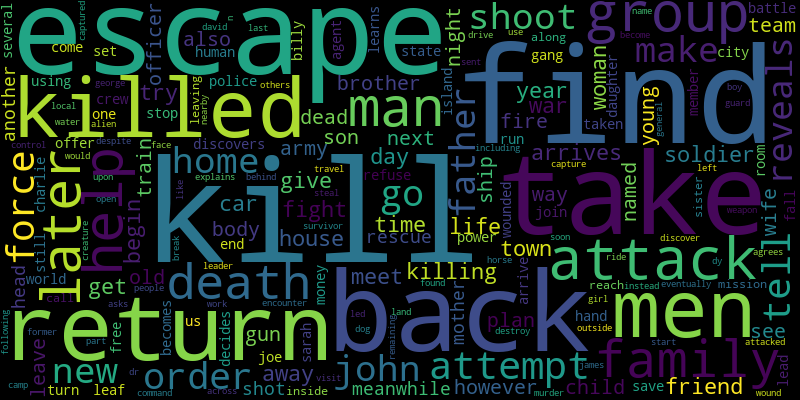 escape
find
killed
kill
take
return
back
men
man
group
shoot
attack
family
force
help
later
death
father
home
go
make
reveals
tell
friend
attempt
john
order
new
another
officer
also
several
come
set
using
human
billy
brother
night
agent
learns
state
along
gang
woman
daughter
city
team
battle
member
young
boy
guard
general
police
crew
try
one
leaving
nearby
others
local
water
alien
george
despite
captured
david
last
stop
dead
son
next
year
war
fire
run
taken
island
army
day
discovers
train
offer
would
face
control
charlie
still
world
head
upon
open
creature
begin
like
explains
behind
car
give
fight
travel
refuse
steal
survivor
time
life
power
ship
wounded
arrives
way
join
named
soldier
room
wife
fall
sister
left
weapon
capture
including
body
house
rescue
end
leader
break
town
killing
meet
mother
plan
however
gun
get
old
call
asks
people
becomes
us
money
found
horse
arrive
reach
instead
eventually
mission
discover
agrees
see
hand
girl
outside
attacked
start
soon
ride
dy
leave
free
decides
joe
sarah
away
led
land
dog
destroy
remaining
former
part
following
work
encounter
visit
dr
turn
leaf
shot
inside
meanwhile
child
save
james
lead
wound
murder
camp
command
across
name
drive
use
become
sent
n